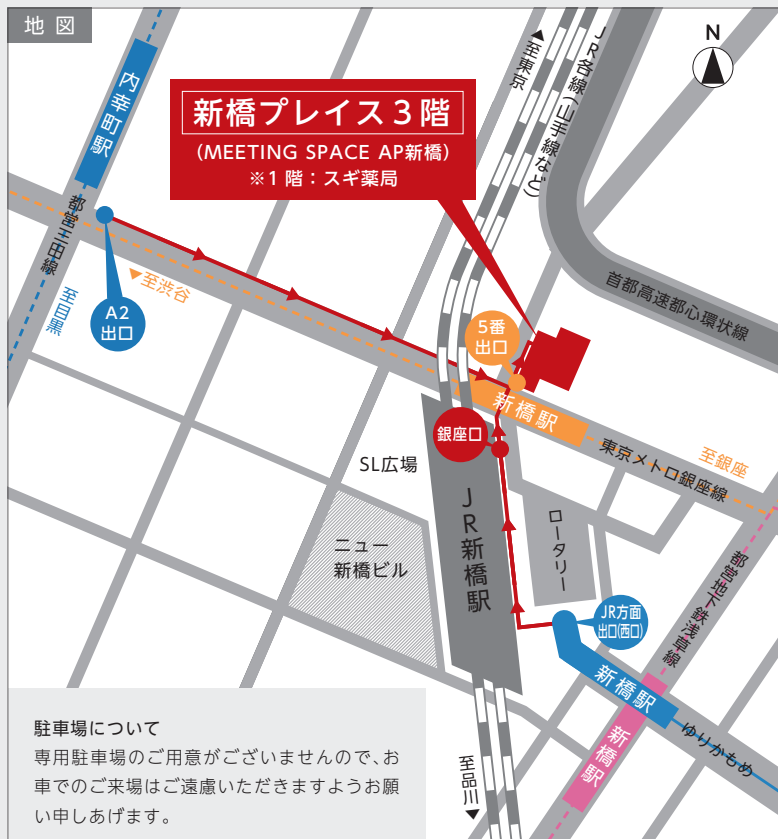 地図
N
内幸町駅
新橋プレイス3階
(MEETING SPACE AP新橋)
※1階：スギ薬局
▲至東京
JR各線(山手線など)
都営三田線
至目黒
A2
出口
▼至渋谷
首都高速都心環状線
5番
出口
新橋駅
東京メトロ銀座線
至銀座
銀座口
SL広場
JR新橋駅
ロータリー
ニュー
新橋ビル
都営地下鉄浅草線
JR方面
出口(西口)
新橋駅
ゆりかもめ
新橋駅
至品川▼
駐車場について
専用駐車場のご用意がございませんので、お
車でのご来場はご遠慮いただきますようお願
い申しあげます。